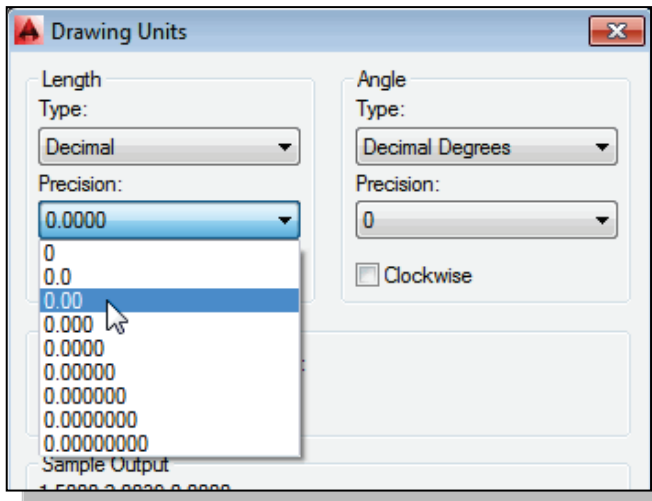 Drawing Units
Length
Type:
Decimal
Precision:
0.0000
0
0.0
0.00
0.000
0.0000
0.00000
0.000000
0.0000000
0.00000000
Angle
Type:
Decimal Degrees
Precision:
0
Clockwise
Sample Output